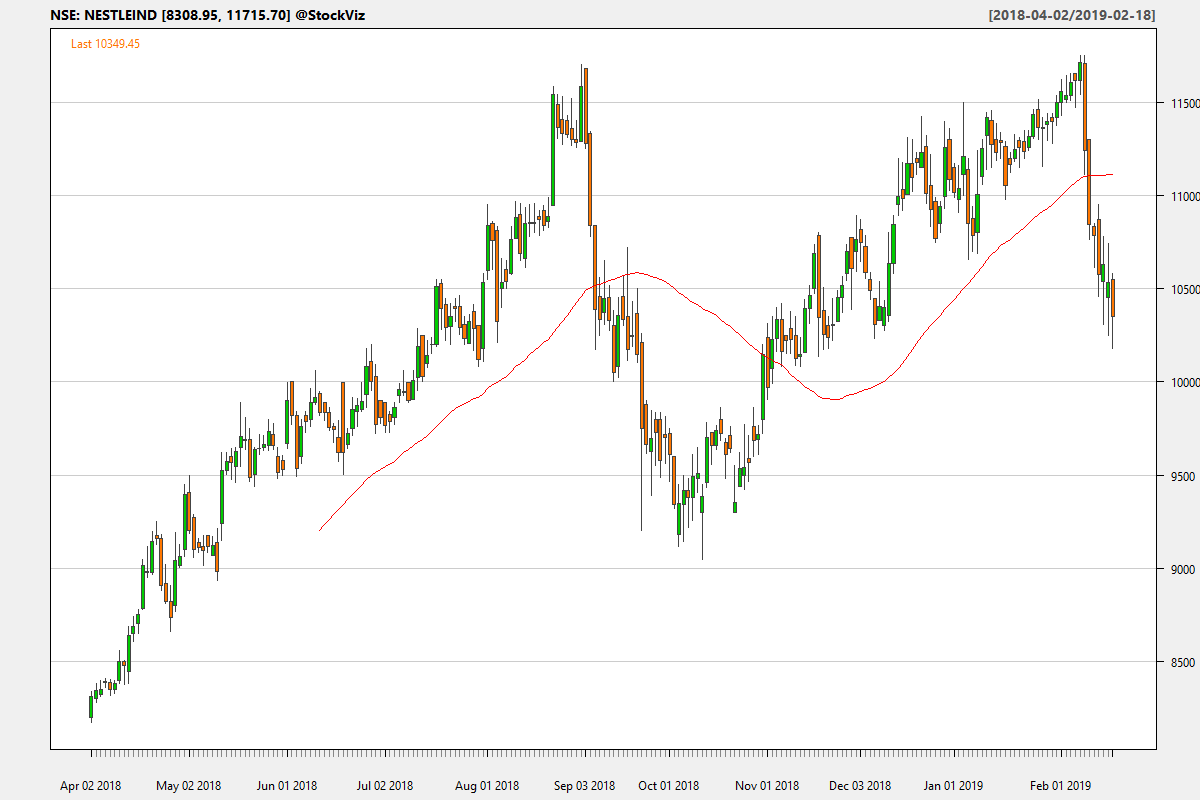 NSE: NESTLEIND [8308.95, 11715.70] @StockViz
[2018-04-02/2019-02-18]
Last 10349.45
11500
11000
10500
10000
9500
9000
8500
Apr 02 2018 May 02 2018 Jun 01 2018 Jul 02 2018 Aug 01 2018 Sep 03 2018 Oct 01 2018 Nov 01 2018 Dec 03 2018 Jan 01 2019 Feb 01 2019